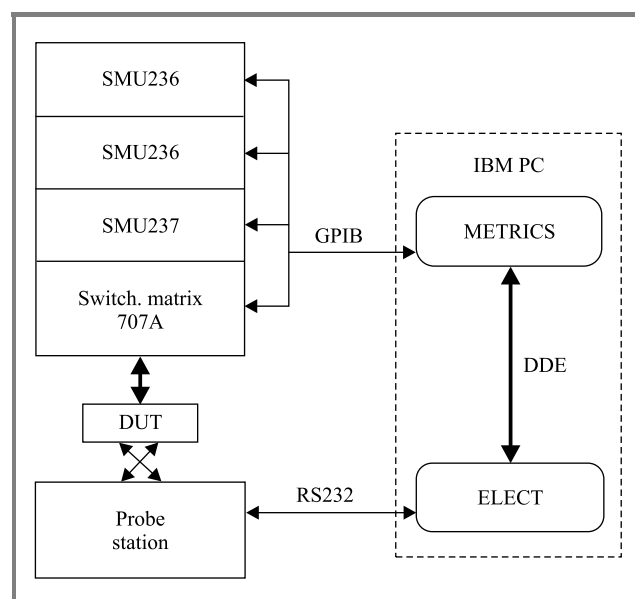 SMU236
SMU236
SMU237
Switch. matrix
707A
DUT
Probe
station
GPIB
RS232
IBM PC
METRICS
DDE
ELECT